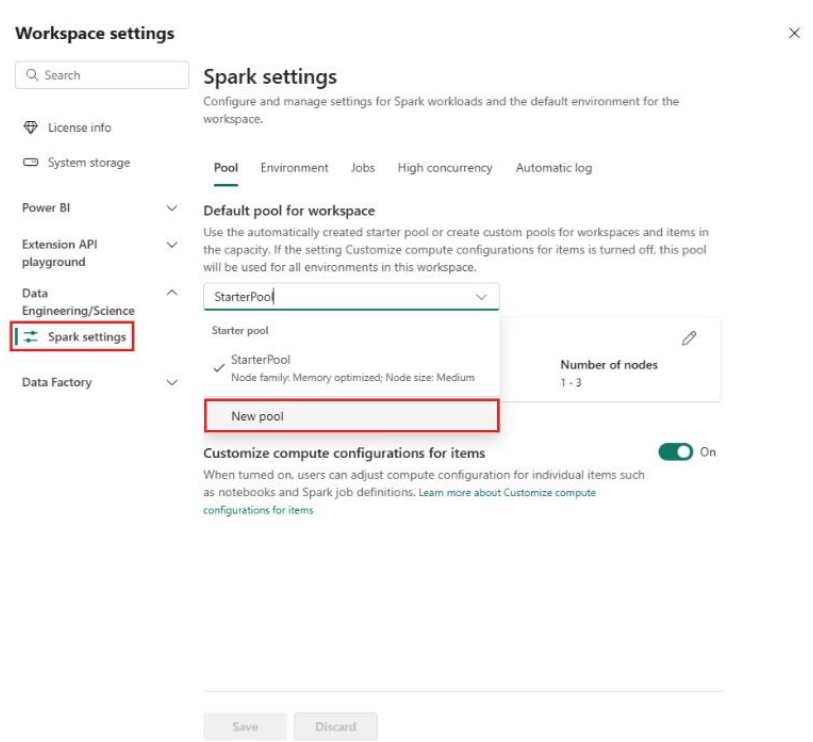 Workspace settings
Search
License info
System storage
Power BI
Extension API
playground
Data
Engineering/Science
Spark settings
Data Factory
Spark settings
Configure and manage settings for Spark workloads and the default environment for the
workspace.
Pool Environment Jobs High concurrency Automatic log
Default pool for workspace
Use the automatically created starter pool or create custom pools for workspaces and items in
the capacity. If the setting Customize compute configurations for items is turned off, this pool
will be used for all environments in this workspace.
StarterPool
Starter pool
StarterPool
Node family: Memory optimized; Node size: Medium
New pool
Number of nodes
1 - 3
Customize compute configurations for items
On
When turned on, users can adjust compute configuration for individual items such
as notebooks and Spark job definitions. Learn more about Customize compute
configurations for items
Save Discard